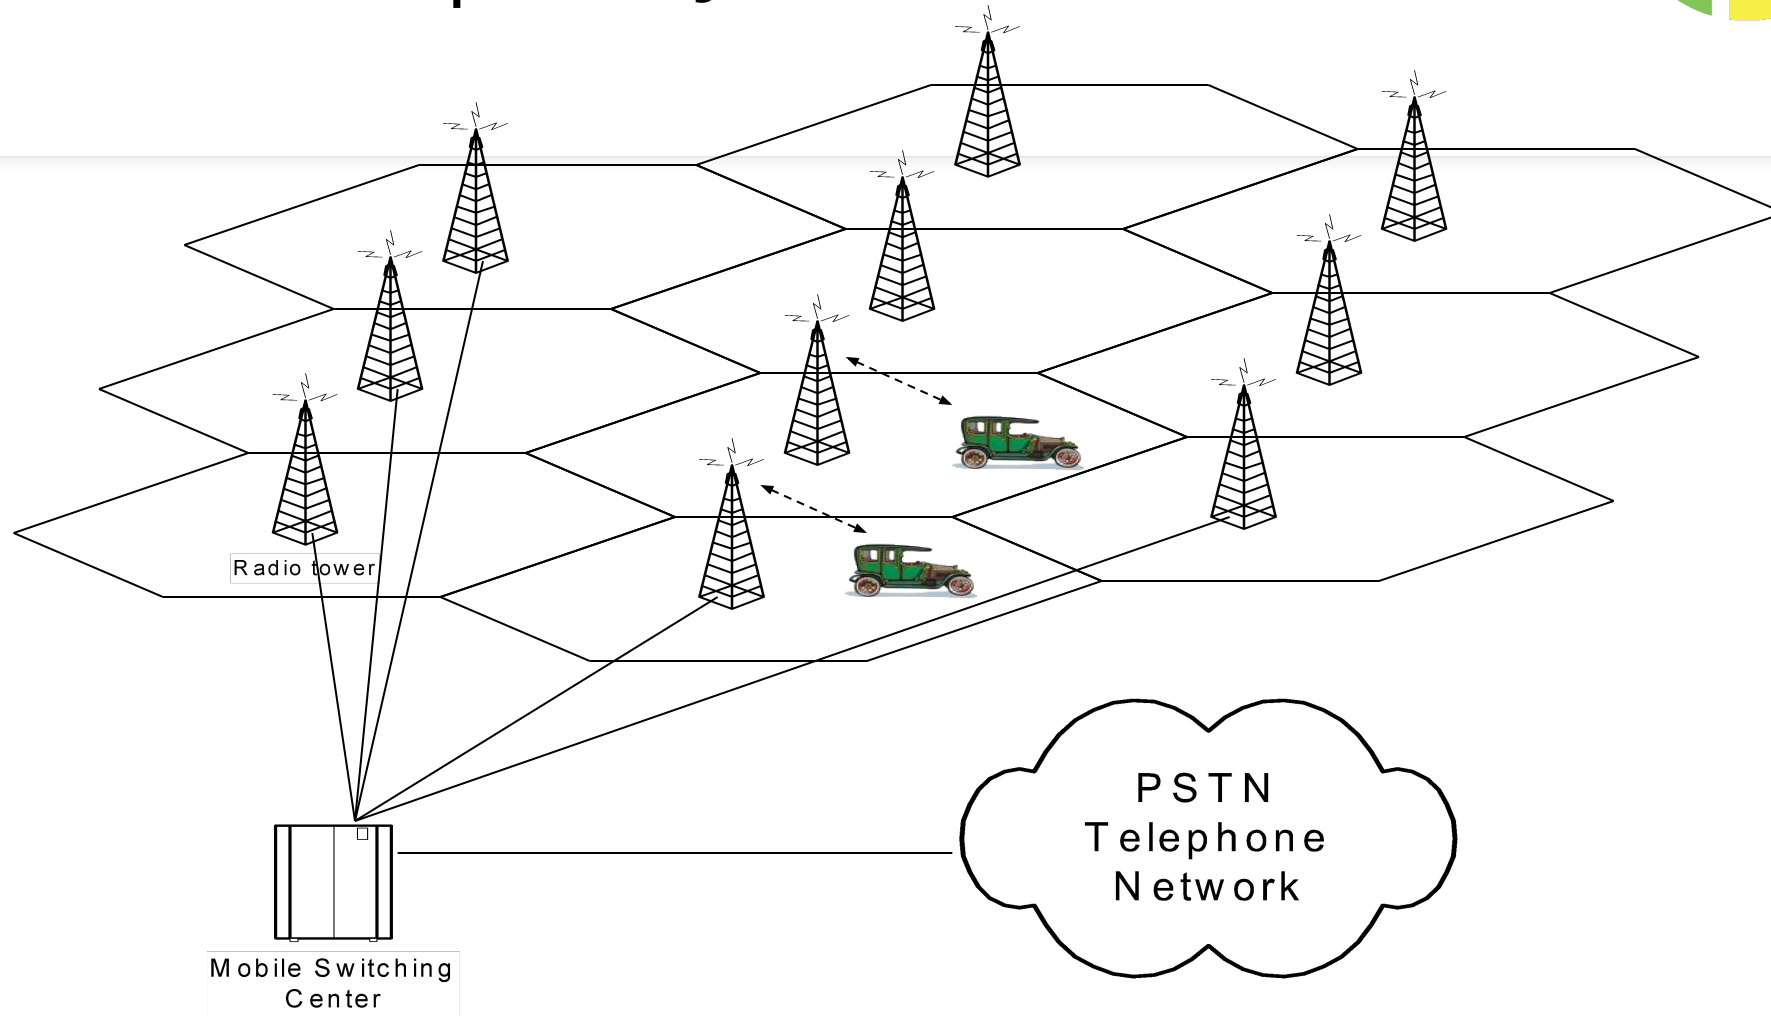 Radio tower
PSTN
Telephone
Network
Mobile Switching
Center